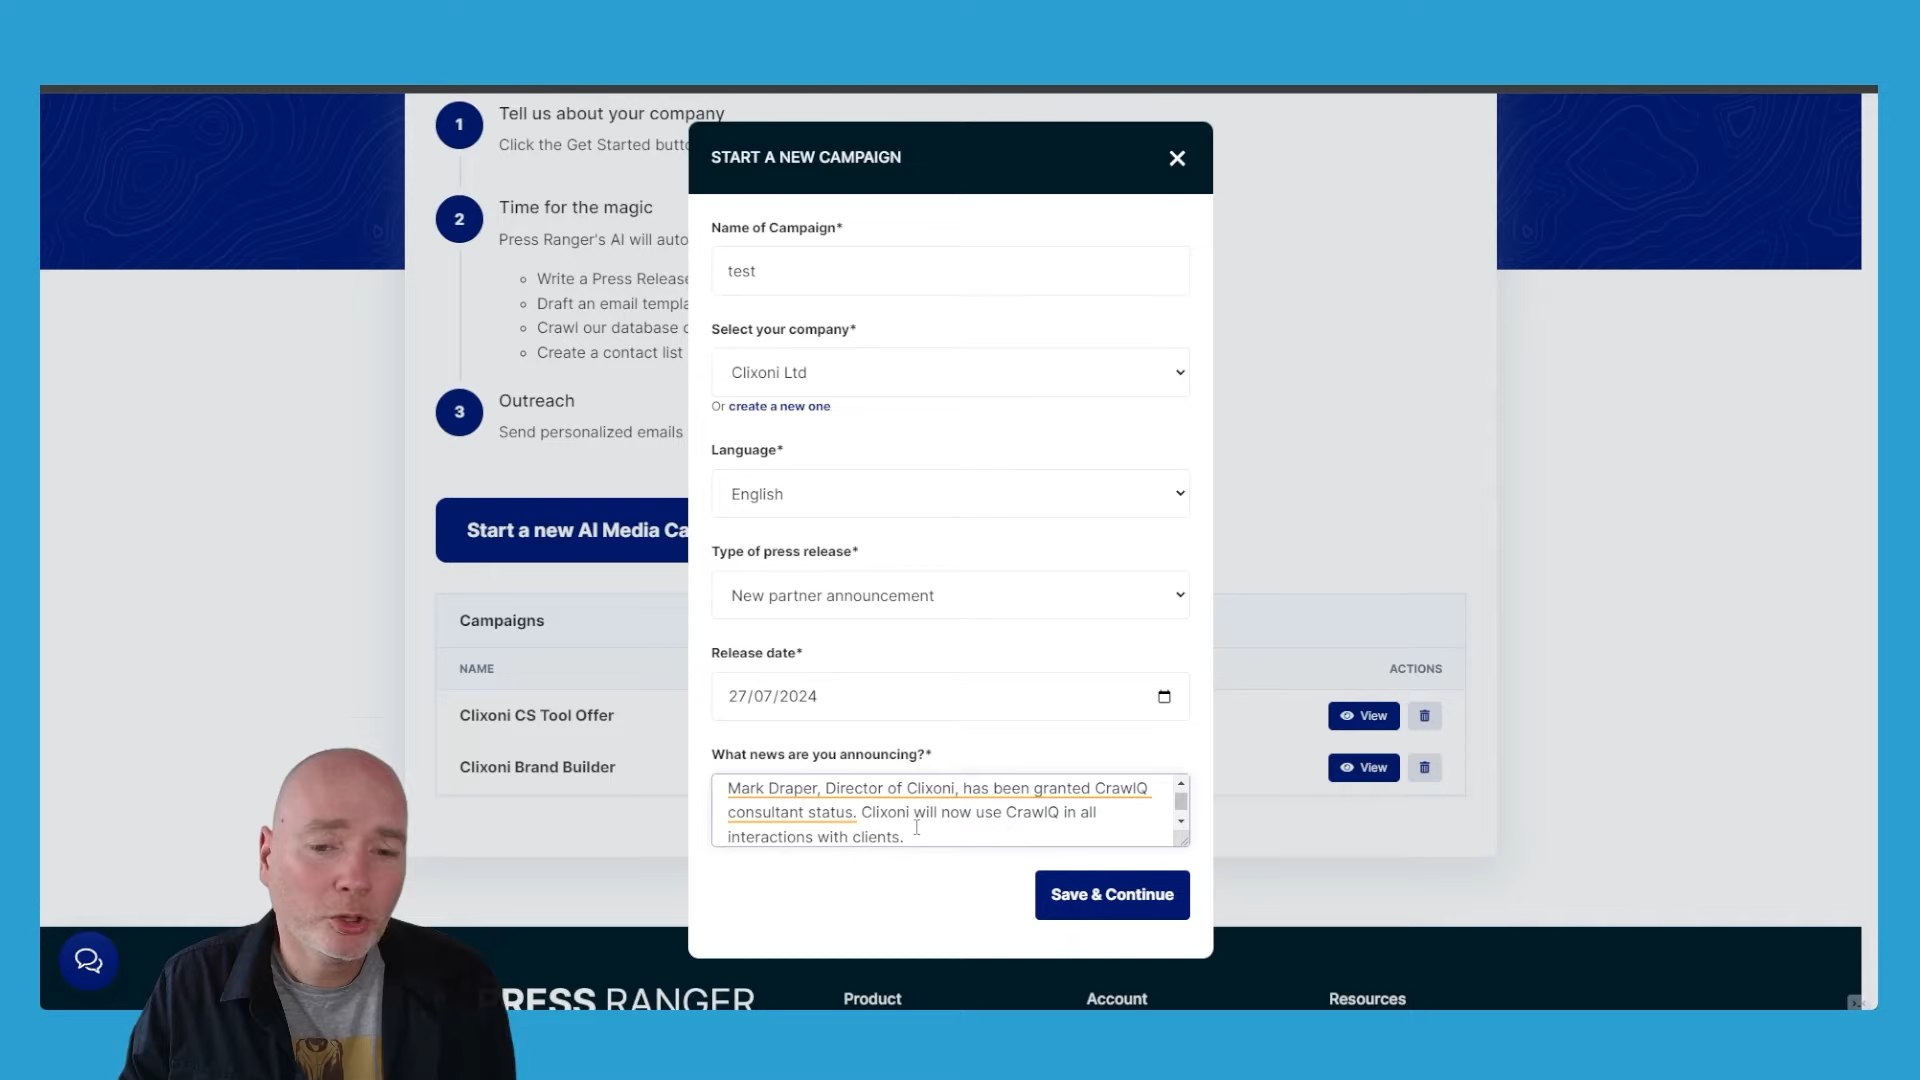 1
Tell us about your company
Click the Get Started
2
Time for the magic
Press Ranger's AI will
Write a Press Release
Draft an email
Crawl our database
Create a contact list
3
Outreach
Send personalized emails
Start a new AI Media
Campaigns
NAME
ACTIONS
Clixoni CS Tool Offer
View
Clixoni Brand Builder
View
START A NEW CAMPAIGN
Name of Campaign*
test
Select your company*
Clixoni Ltd
Or create a new one
Language*
English
Type of press release*
New partner announcement
Release date*
27/07/2024
What news are you announcing?*
Mark Draper, Director of Clixoni, has been granted CrawlQ
consultant status. Clixoni will now use CrawlQ in all
interactions with clients.
Save & Continue
PRESS RANGER
Product
Account
Resources